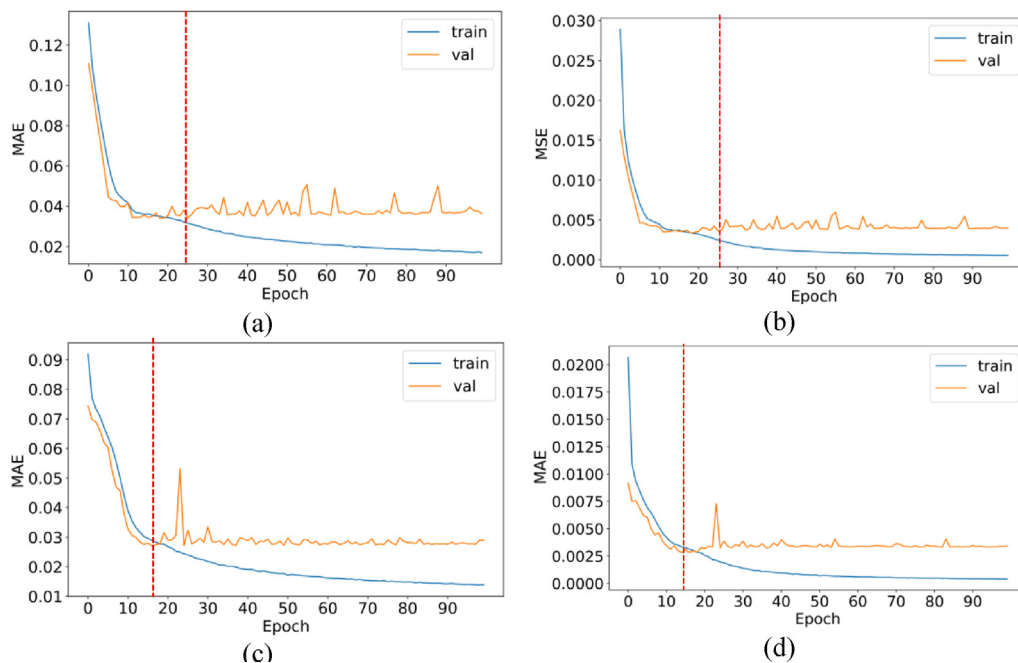 0.12
0.10
0.08
0.06
0.04
0.02
MAE
train
val
0 10 20 30 40 50 60 70 80 90
Epoch
(a)
0.030
0.025
0.020
0.015
0.010
0.005
0.000
MSE
train
val
0 10 20 30 40 50 60 70 80 90
Epoch
(b)
0.09
0.08
0.07
0.06
0.05
0.04
0.03
0.02
0.01
MAE
train
val
0 10 20 30 40 50 60 70 80 90
Epoch
(c)
0.0200
0.0175
0.0150
0.0125
0.0100
0.0075
0.0050
0.0025
0.0000
MAE
train
val
0 10 20 30 40 50 60 70 80 90
Epoch
(d)